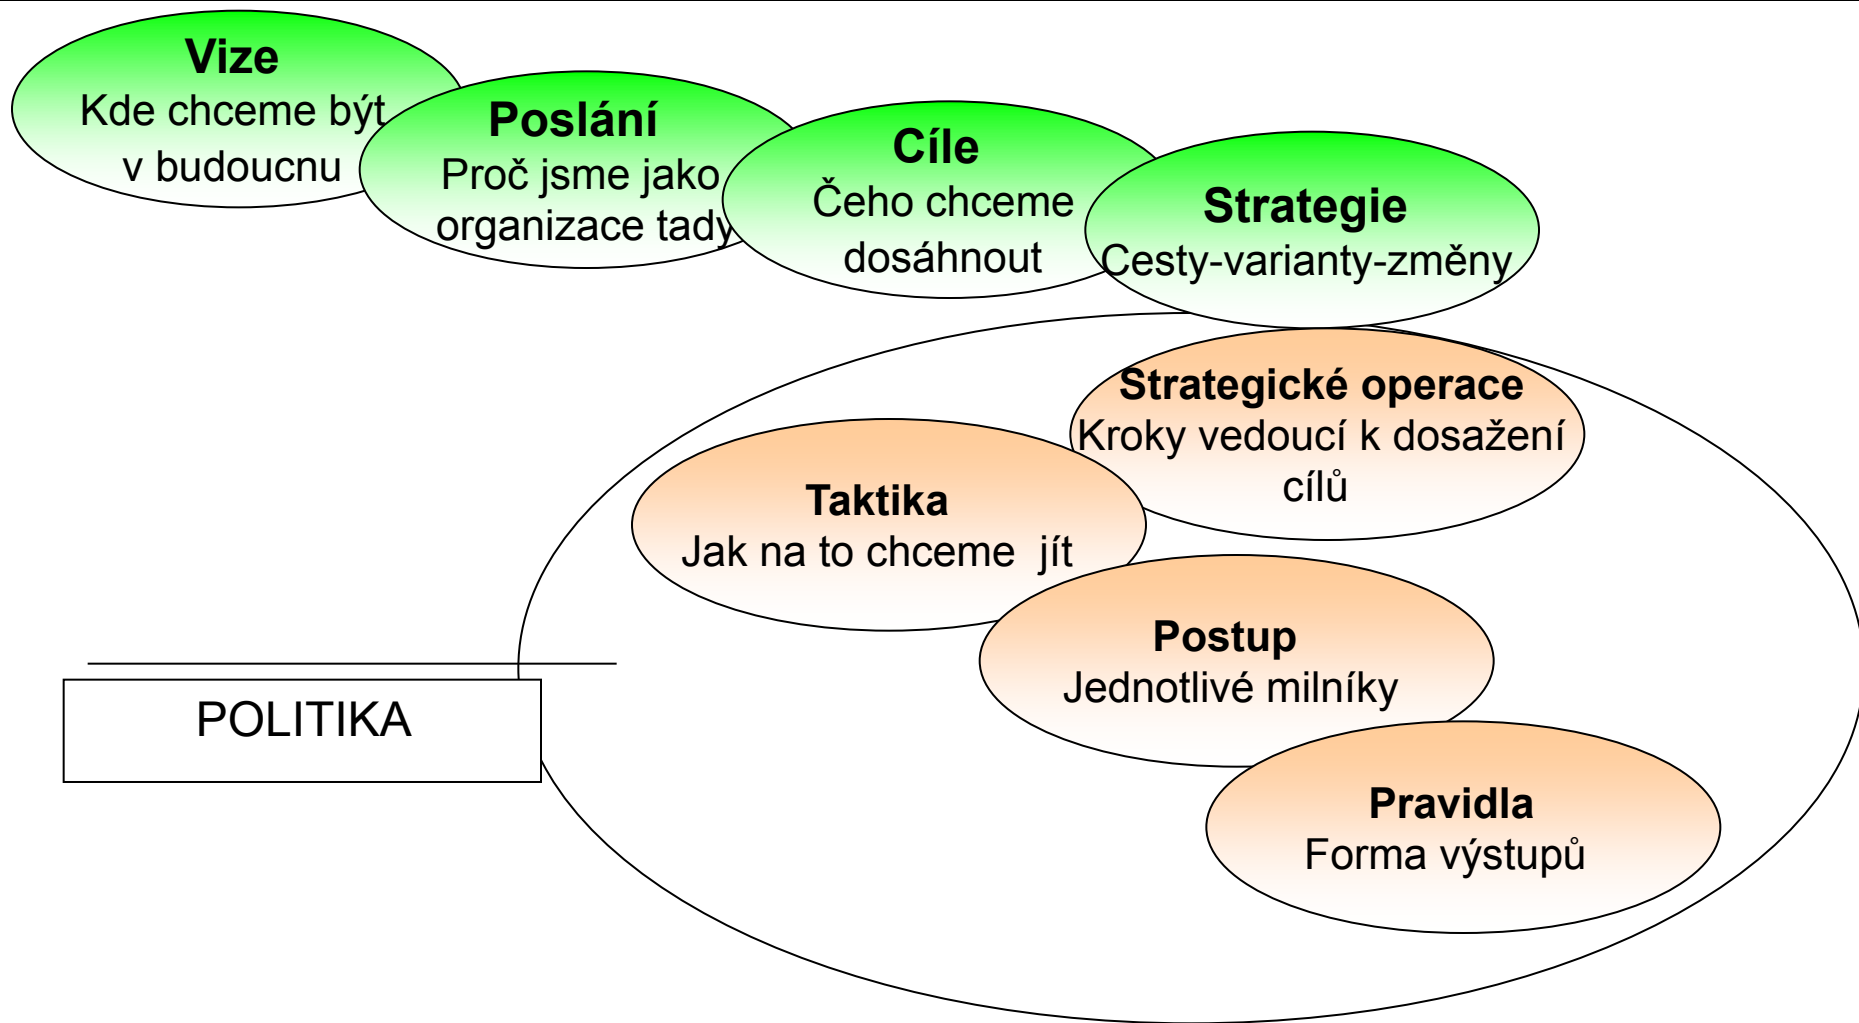 Vize
Kde chceme být
v budoucnu
Poslání
Proč jsme jako
organizace tady
Cíle
Čeho chceme
dosáhnout
Strategie
Cesty-varianty-změny
Strategické operace
Kroky vedoucí k dosažení
cílů
Taktika
Jak na to chceme  jít
Postup
Jednotlivé milníky
POLITIKA
Pravidla
Forma výstupů